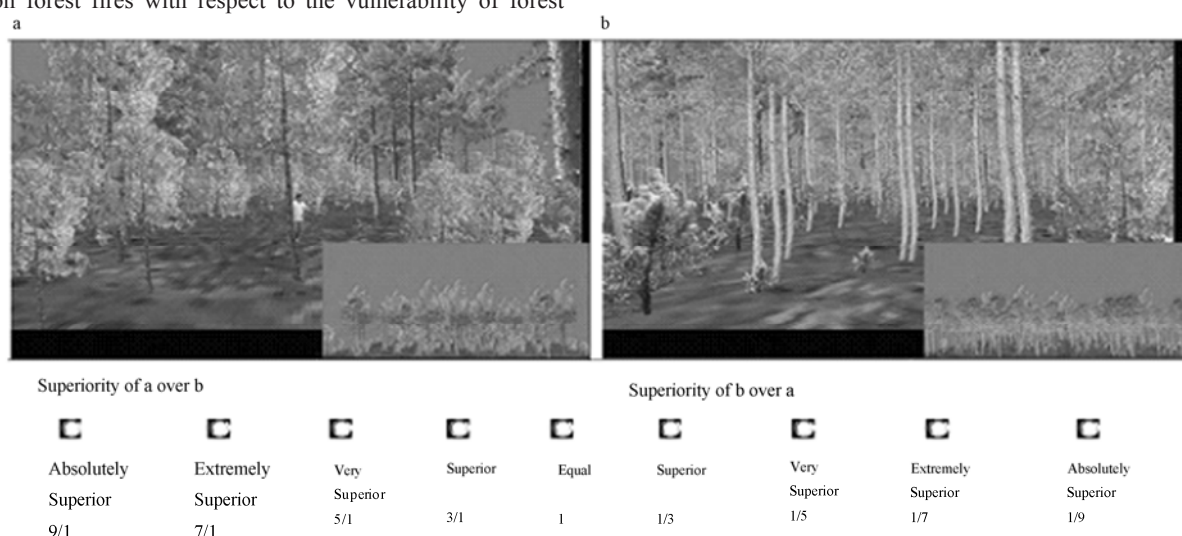 on forest fires with respect to the vulnerability of forest
a b
Superiority of a over b Superiority of b over a
Absolutely Extremely Very Superior Equal Superior Very Extremely Absolutely
Superior Superior Superior Superior Superior Superior
9/1 7/1 5/1 3/1 1 1/3 1/5 1/7 1/9